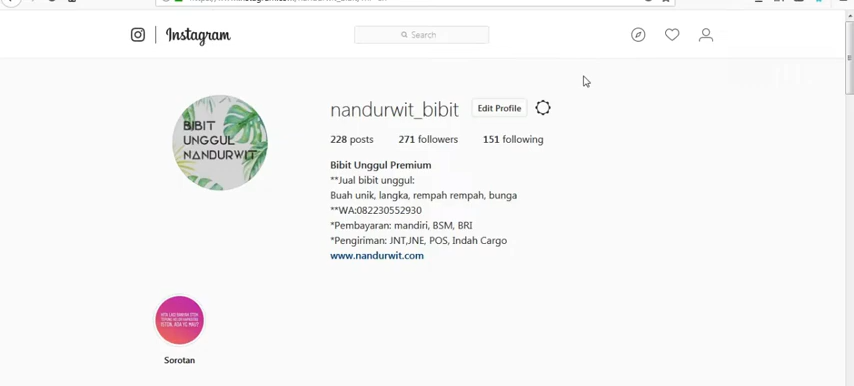 Instagram
Search
BIBIT
UNGGUL
NANDURWIT
nandurwit_bibit
Edit Profile
228 posts 271 followers 151 following
Bibit Unggul Premium
**Jual bibit unggul:
Buah unik, langka, rempah rempah, bunga
**WA:082230552930
*Pembayaran: mandiri, BSM, BRI
*Pengiriman: JNT,JNE, POS, Indah Cargo
www.nandurwit.com
Sorotan